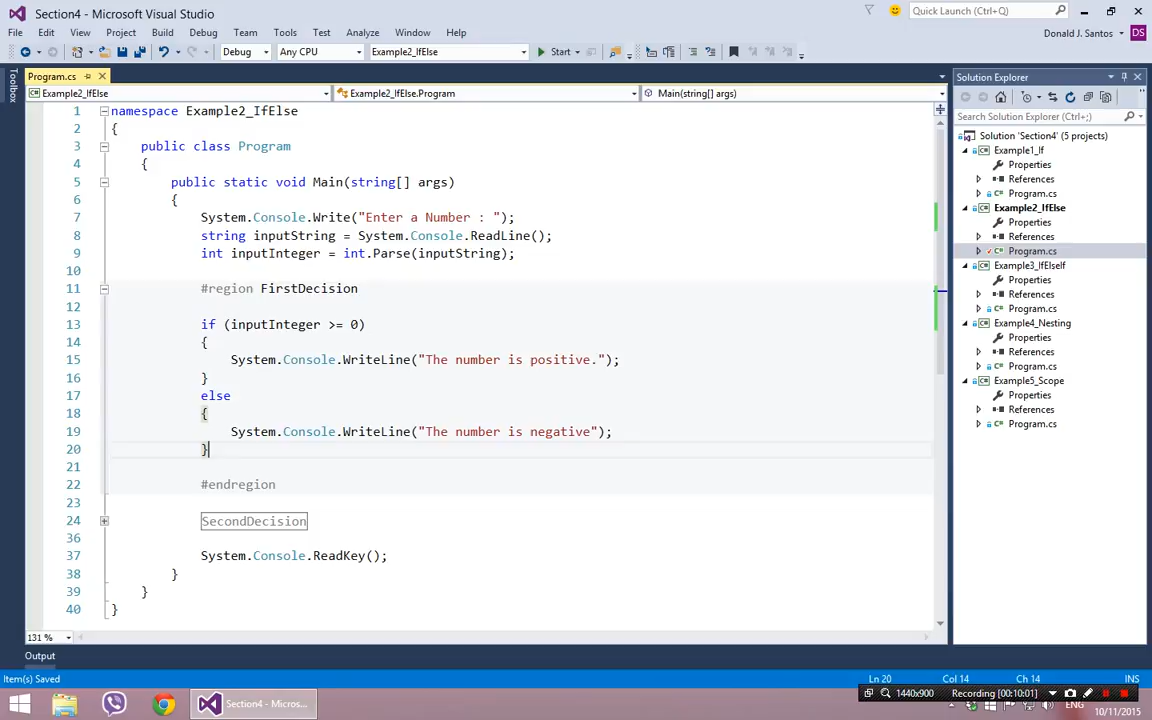 Section4 - Microsoft Visual Studio
Quick Launch (Ctrl+Q)
File Edit View Project Build Debug Team Tools Test Analyze Window Help
Donald J. Santos DS
Debug Any CPU Example2_IfElse Start
Toolbox
Program.cs
Example2_IfElse Example2_IfElse.Program Main(string[] args)
1 namespace Example2_IfElse
2 {
3 public class Program
4 {
5 public static void Main(string[] args)
6 {
7 System.Console.Write("Enter a Number : ");
8 string inputString = System.Console.ReadLine();
9 int inputInteger = int.Parse(inputString);
10
11 #region FirstDecision
12
13 if (inputInteger >= 0)
14 {
15 System.Console.WriteLine("The number is positive.");
16 }
17 else
18 {
19 System.Console.WriteLine("The number is negative");
20 }
21
22 #endregion
23
24 SecondDecision
36
37 System.Console.ReadKey();
38 }
39 }
40 }
131 %
Solution Explorer
Search Solution Explorer (Ctrl+;)
Solution 'Section4' (5 projects)
Example1_If
Properties
References
Program.cs
Example2_IfElse
Properties
References
Program.cs
Example3_IfElseIf
Properties
References
Program.cs
Example4_Nesting
Properties
References
Program.cs
Example5_Scope
Properties
References
Program.cs
Output
Item(s) Saved Ln 20 Col 14 Ch 14 INS
Section4 - Micros...
1440x900 Recording [00:10:01]
ENG
10/11/2015